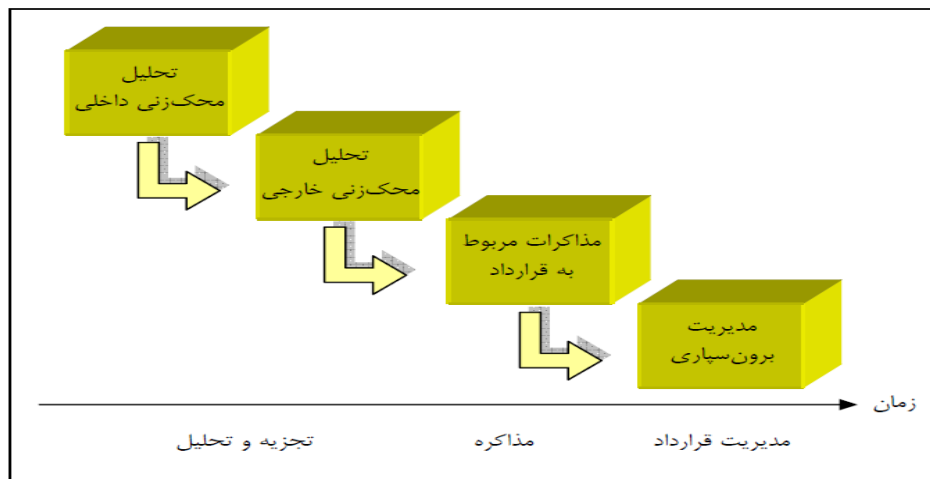 تحلیل
محک‌زنی داخلی
تحلیل
محک‌زنی خارجی
مذاکرات مربوط
به قرارداد
مدیریت
برون‌سپاری
زمان
تجزیه و تحلیل
مذاکره
مدیریت قرارداد